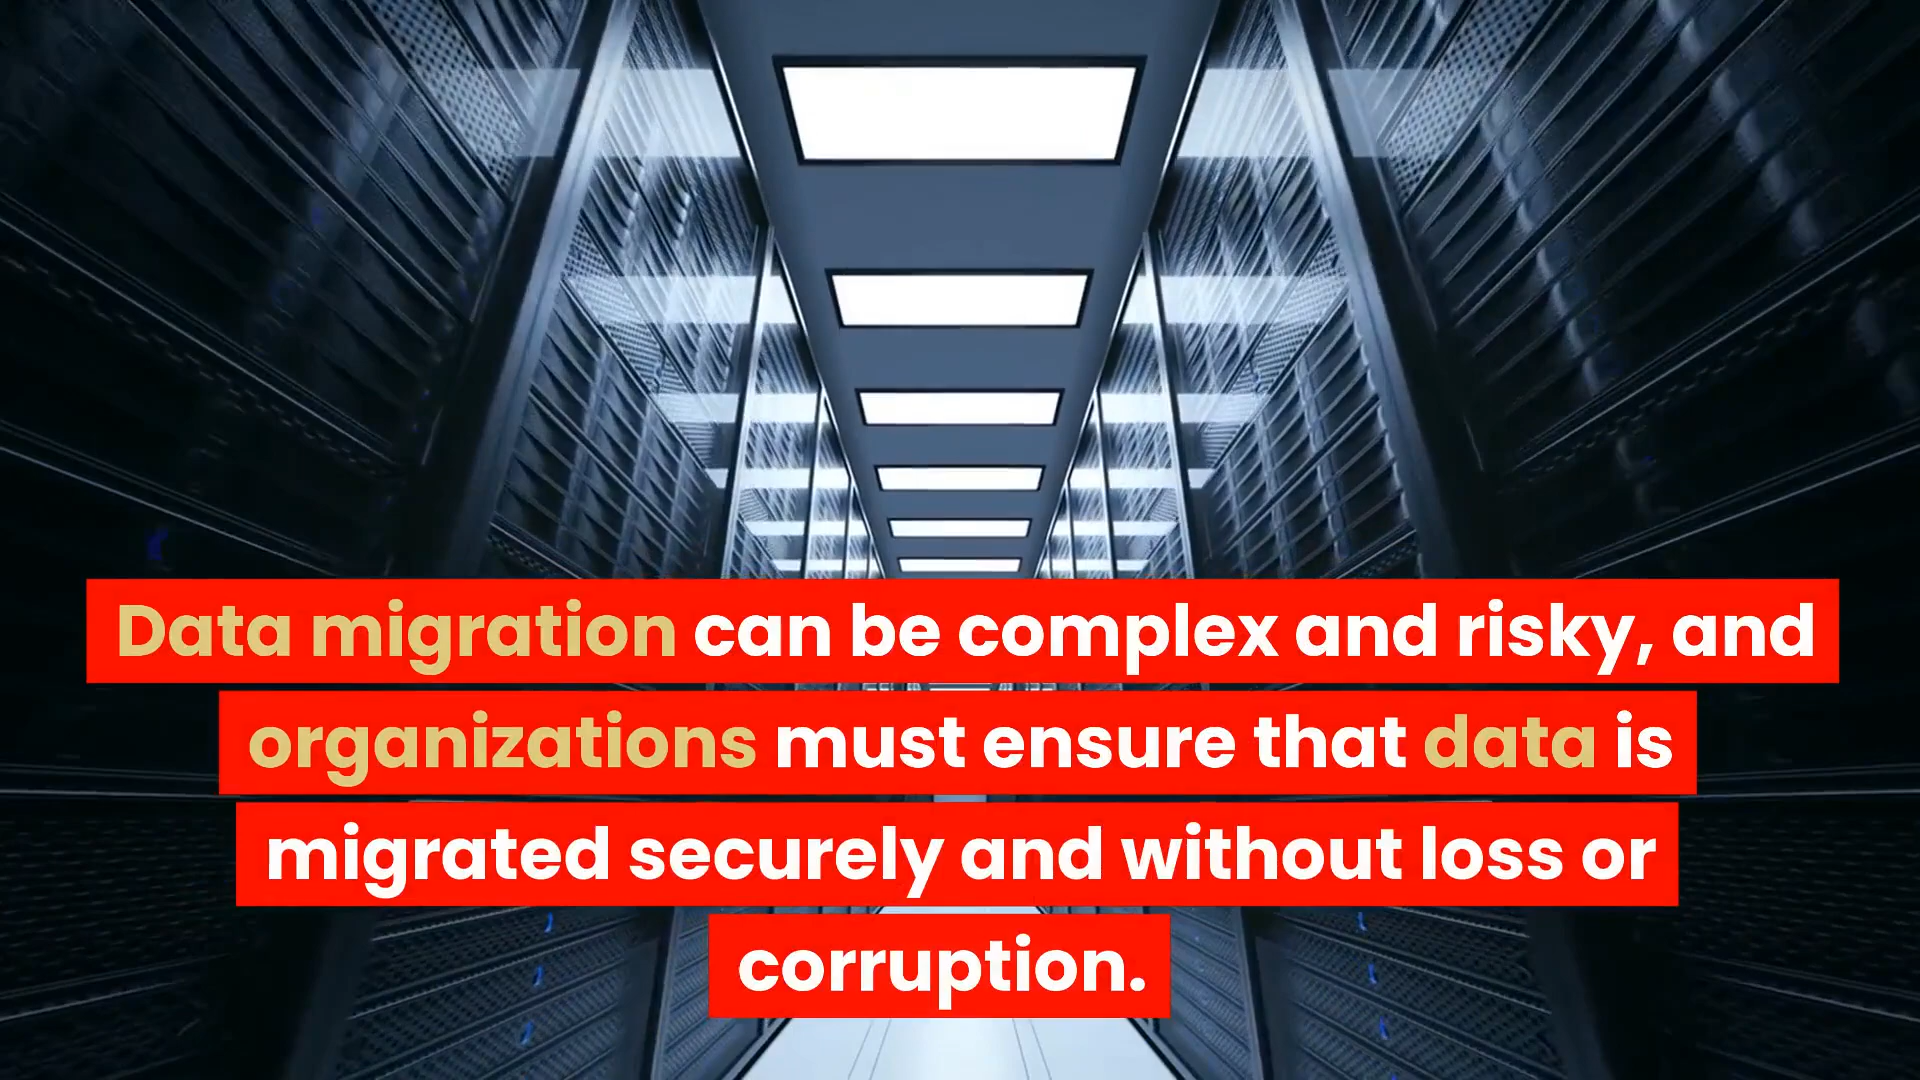 Data migration can be complex and risky, and
organizations must ensure that data is
migrated securely and without loss or
corruption.